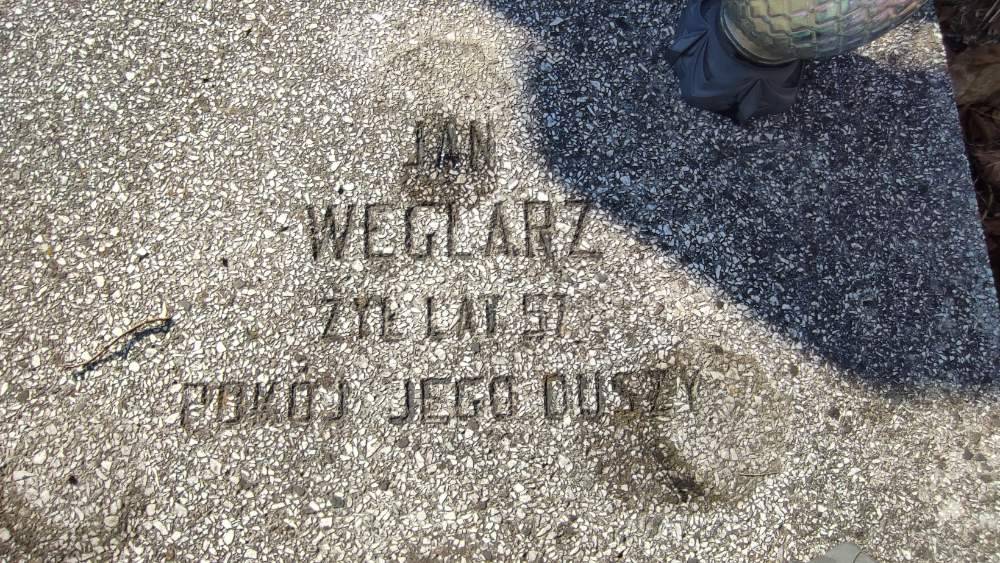 JAN
WEGLARZ
ŻYŁ LAT 57
POKÓJ JEGO DUSZY